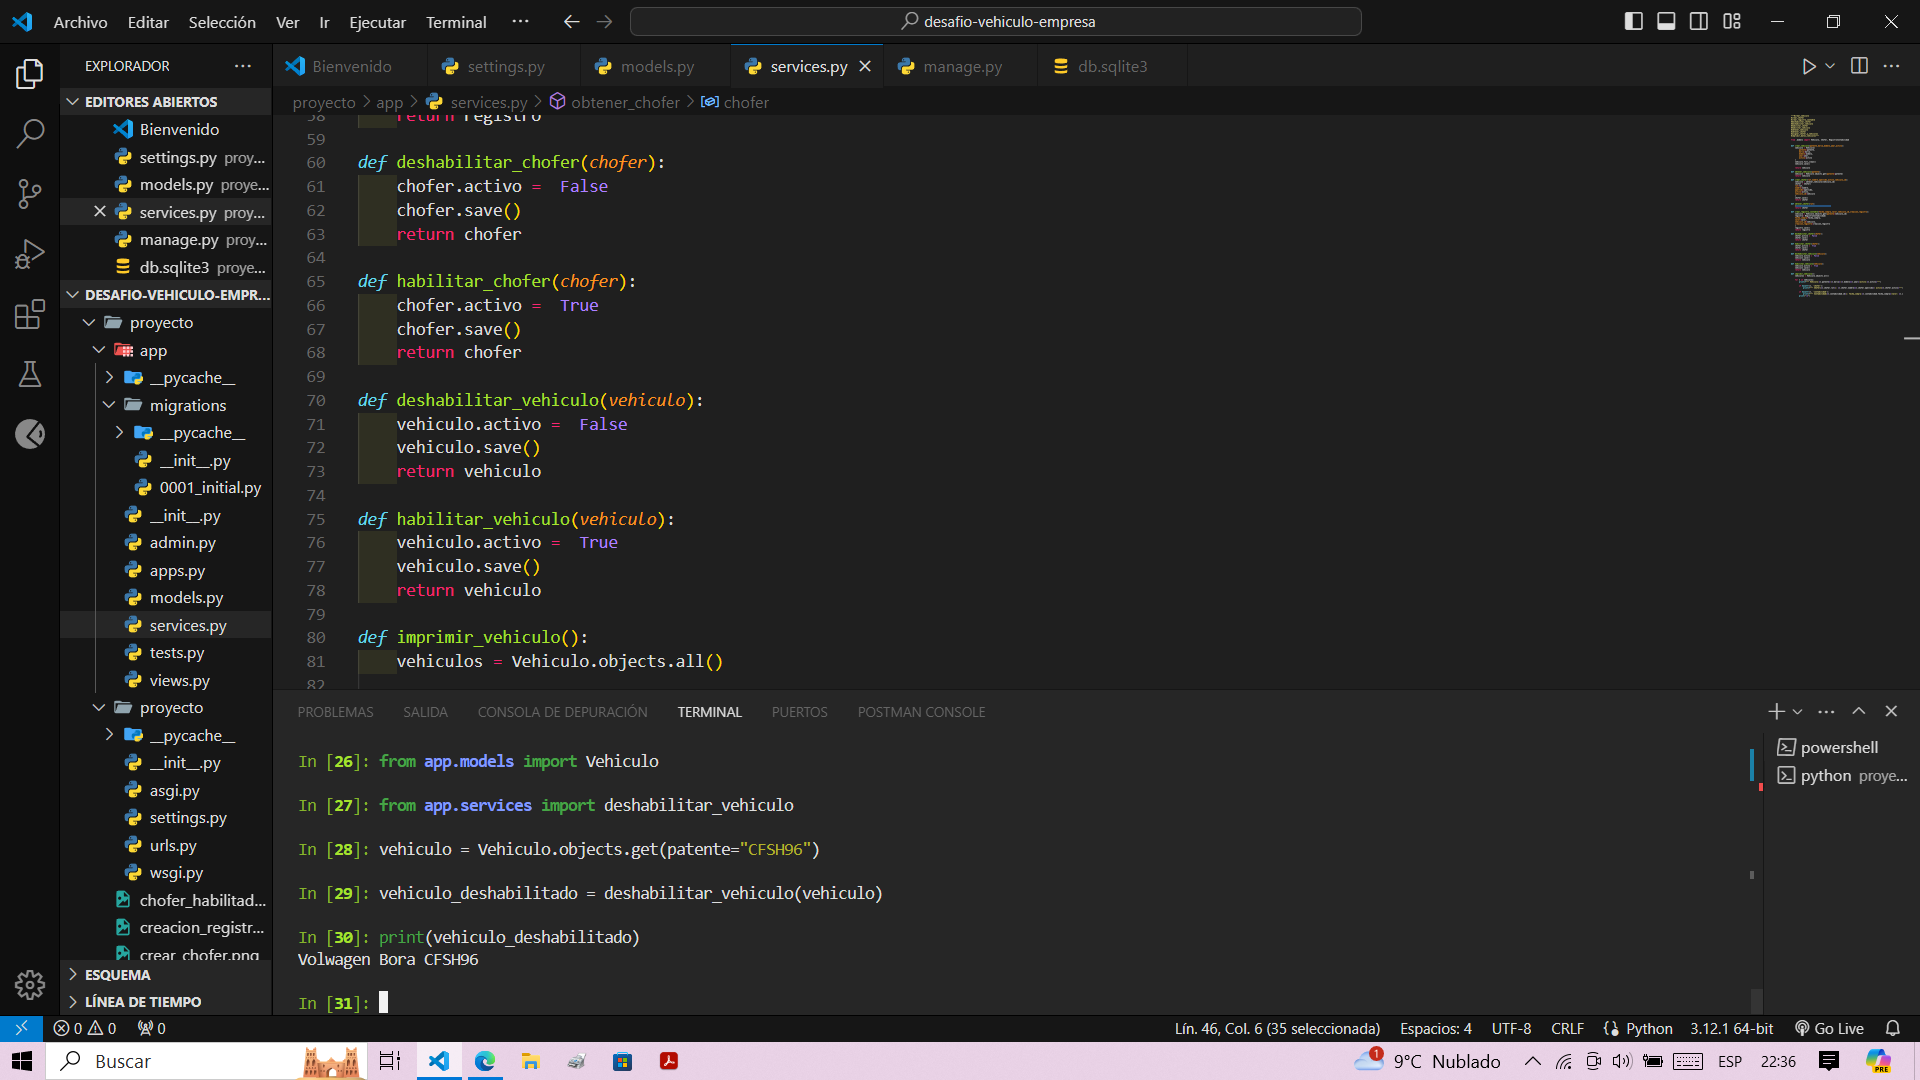 Archivo Editar Selección Ver Ir Ejecutar Terminal ··· desafio-vehiculo-empresa
EXPLORADOR ···
EDITORES ABIERTOS
Bienvenido
settings.py proy...
models.py proye...
services.py proy...
manage.py proy...
db.sqlite3 proye...
DESAFIO-VEHICULO-EMPR...
proyecto
app
__pycache__
migrations
__pycache__
__init__.py
0001_initial.py
__init__.py
admin.py
apps.py
models.py
services.py
tests.py
views.py
proyecto
__pycache__
__init__.py
asgi.py
settings.py
urls.py
wsgi.py
chofer_habilitad...
creacion_registr...
crear_chofer.png
ESQUEMA
LÍNEA DE TIEMPO
Bienvenido settings.py models.py services.py manage.py db.sqlite3
proyecto > app > services.py > obtener_chofer > chofer
58 return registro
59
60 def deshabilitar_chofer(chofer):
61 chofer.activo = False
62 chofer.save()
63 return chofer
64
65 def habilitar_chofer(chofer):
66 chofer.activo = True
67 chofer.save()
68 return chofer
69
70 def deshabilitar_vehiculo(vehiculo):
71 vehiculo.activo = False
72 vehiculo.save()
73 return vehiculo
74
75 def habilitar_vehiculo(vehiculo):
76 vehiculo.activo = True
77 vehiculo.save()
78 return vehiculo
79
80 def imprimir_vehiculo():
81 vehiculos = Vehiculo.objects.all()
82
PROBLEMAS SALIDA CONSOLA DE DEPURACIÓN TERMINAL PUERTOS POSTMAN CONSOLE
In [26]: from app.models import Vehiculo
In [27]: from app.services import deshabilitar_vehiculo
In [28]: vehiculo = Vehiculo.objects.get(patente="CFSH96")
In [29]: vehiculo_deshabilitado = deshabilitar_vehiculo(vehiculo)
In [30]: print(vehiculo_deshabilitado)
Volwagen Bora CFSH96
In [31]:
powershell
python proye...
0 0 0 Lín. 46, Col. 6 (35 seleccionada) Espacios: 4 UTF-8 CRLF Python 3.12.1 64-bit Go Live
Buscar 1 9°C Nublado ESP 22:36 PRE